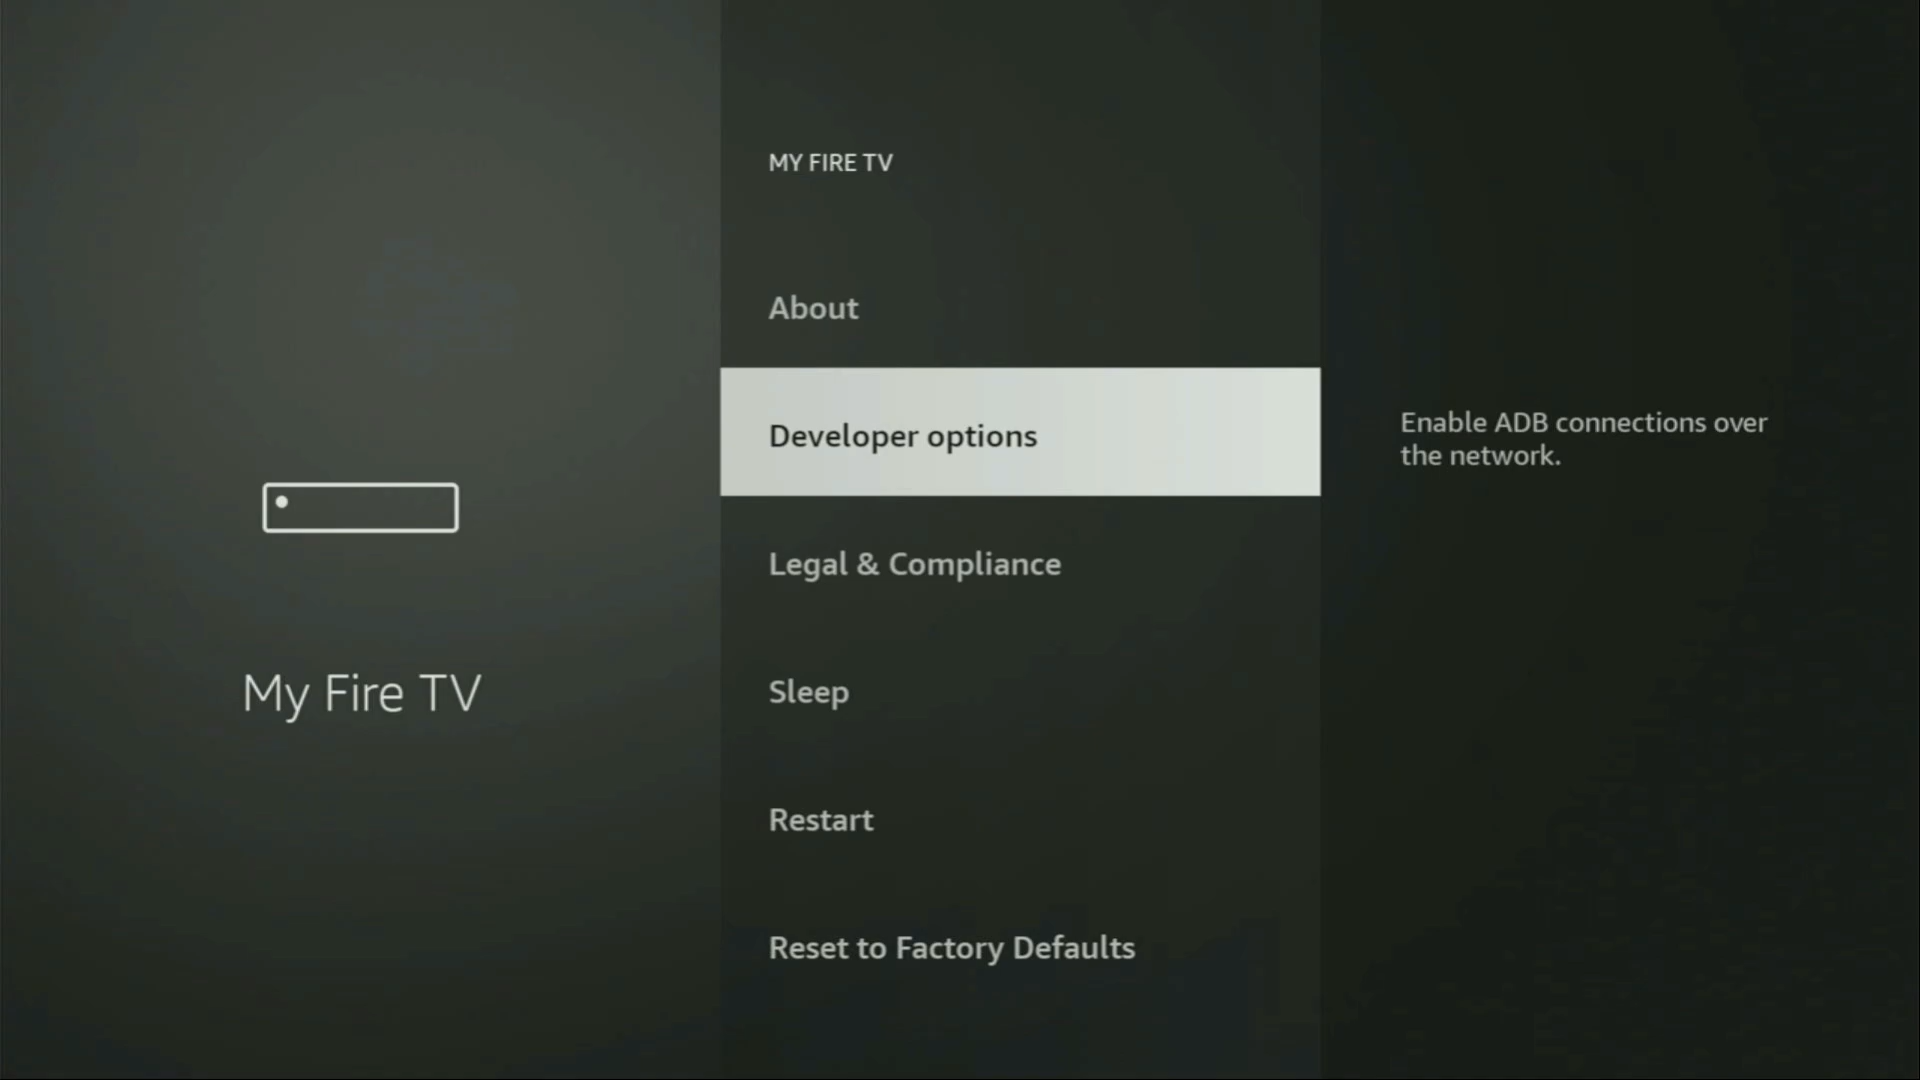 MY FIRE TV
About
Developer options
Enable ADB connections over
the network.
Legal & Compliance
Sleep
My Fire TV
Restart
Reset to Factory Defaults